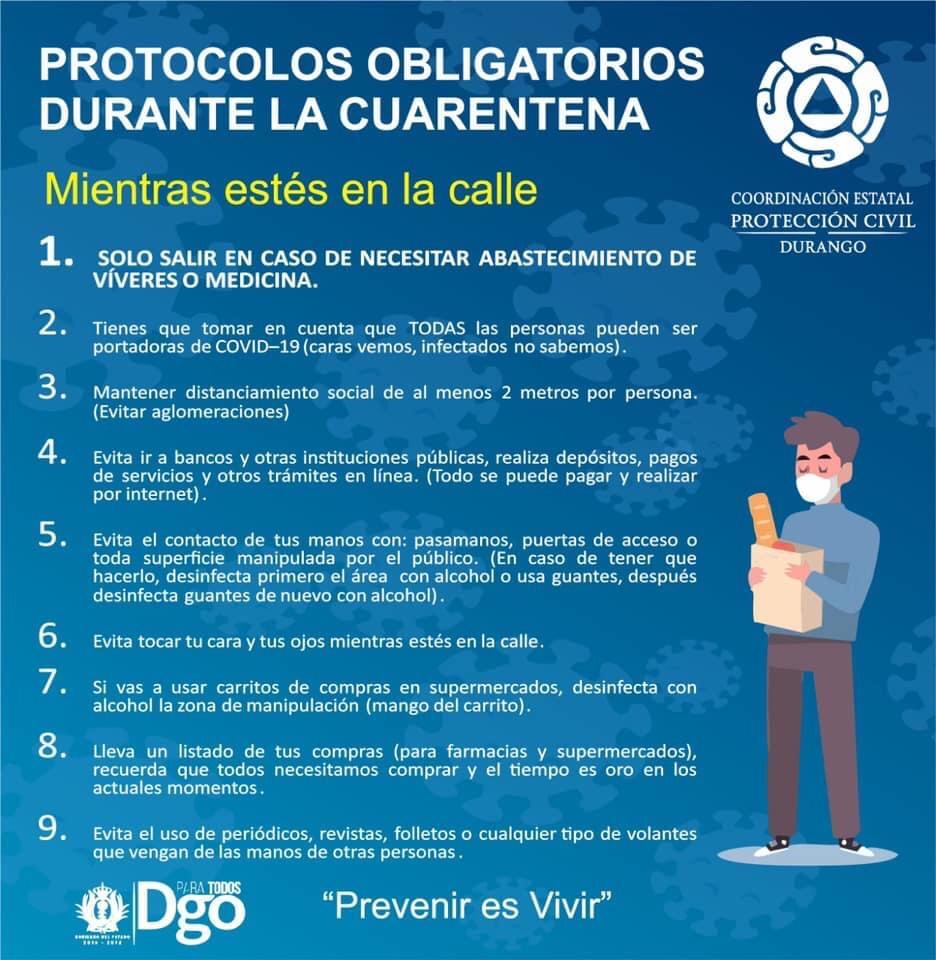 PROTOCOLOS OBLIGATORIOS
DURANTE LA CUARENTENA
COORDINACIÓN ESTATAL
PROTECCIÓN CIVIL
DURANGO
Mientras estés en la calle
1. SOLO SALIR EN CASO DE NECESITAR ABASTECIMIENTO DE
VÍVERES O MEDICINA.
2. Tienes que tomar en cuenta que TODAS las personas pueden ser
portadoras de COVID–19 (caras vemos, infectados no sabemos).
3. Mantener distanciamiento social de al menos 2 metros por persona.
(Evitar aglomeraciones)
4. Evita ir a bancos y otras instituciones públicas, realiza depósitos, pagos
de servicios y otros trámites en línea. (Todo se puede pagar y realizar
por internet).
5. Evita el contacto de tus manos con: pasamanos, puertas de acceso o
toda superficie manipulada por el público. (En caso de tener que
hacerlo, desinfecta primero el área con alcohol o usa guantes, después
desinfecta guantes de nuevo con alcohol).
6. Evita tocar tu cara y tus ojos mientras estés en la calle.
7. Si vas a usar carritos de compras en supermercados, desinfecta con
alcohol la zona de manipulación (mango del carrito).
8. Lleva un listado de tus compras (para farmacias y supermercados),
recuerda que todos necesitamos comprar y el tiempo es oro en los
actuales momentos.
9. Evita el uso de periódicos, revistas, folletos o cualquier tipo de volantes
que vengan de las manos de otras personas.
GOBIERNO DEL ESTADO
2016 - 2022
PARA TODOS
Dgo
“Prevenir es Vivir”